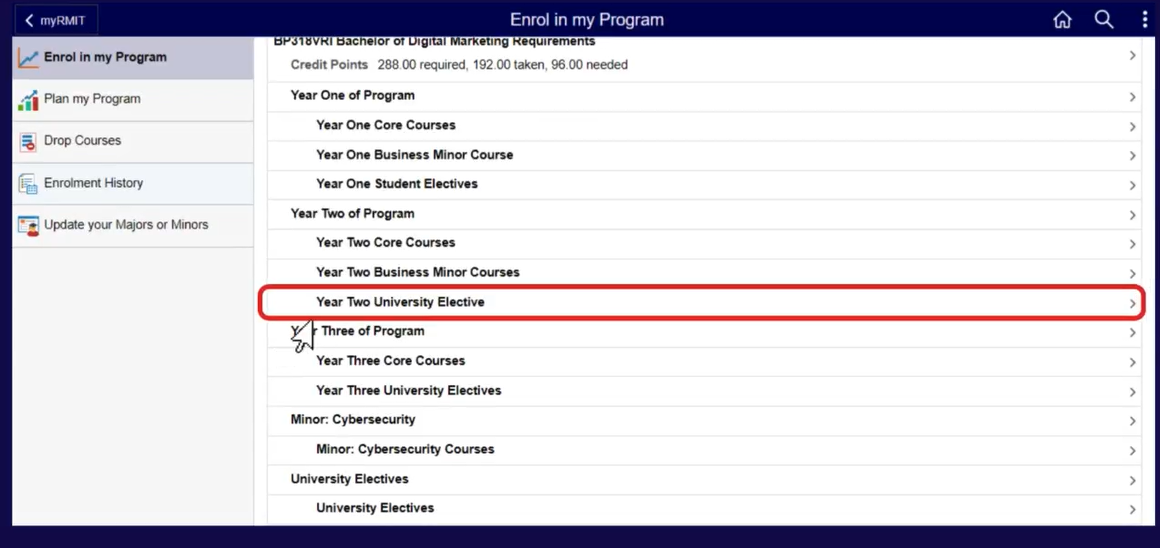 myRMIT
Enrol in my Program
Enrol in my Program
Plan my Program
Drop Courses
Enrolment History
Update your Majors or Minors
BP318VRI Bachelor of Digital Marketing Requirements
Credit Points 288.00 required, 192.00 taken, 96.00 needed
Year One of Program
Year One Core Courses
Year One Business Minor Course
Year One Student Electives
Year Two of Program
Year Two Core Courses
Year Two Business Minor Courses
Year Two University Elective
Year Three of Program
Year Three Core Courses
Year Three University Electives
Minor: Cybersecurity
Minor: Cybersecurity Courses
University Electives
University Electives